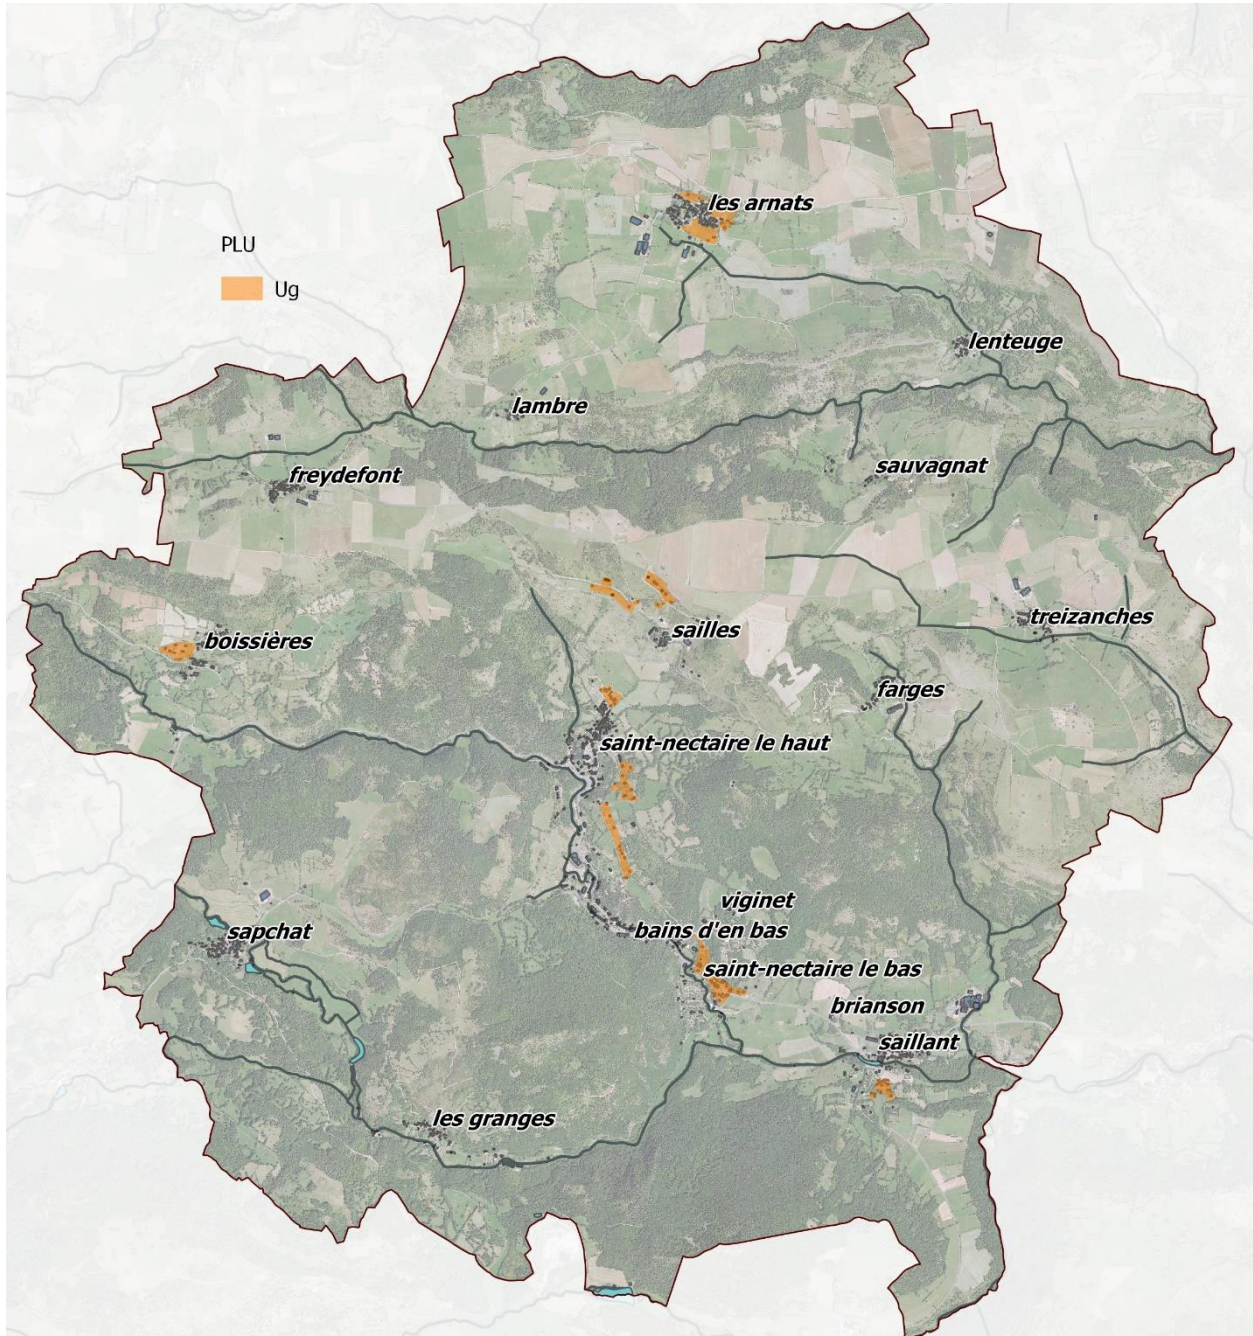 les arnats
PLU
Ug
lenteuge
lambre
freydefont
sauvagnat
treizanches
sailles
boissières
farges
saint-nectaire le haut
viginet
sapchat
bains d'en bas
saint-nectaire le bas
brianson
saillant
les granges